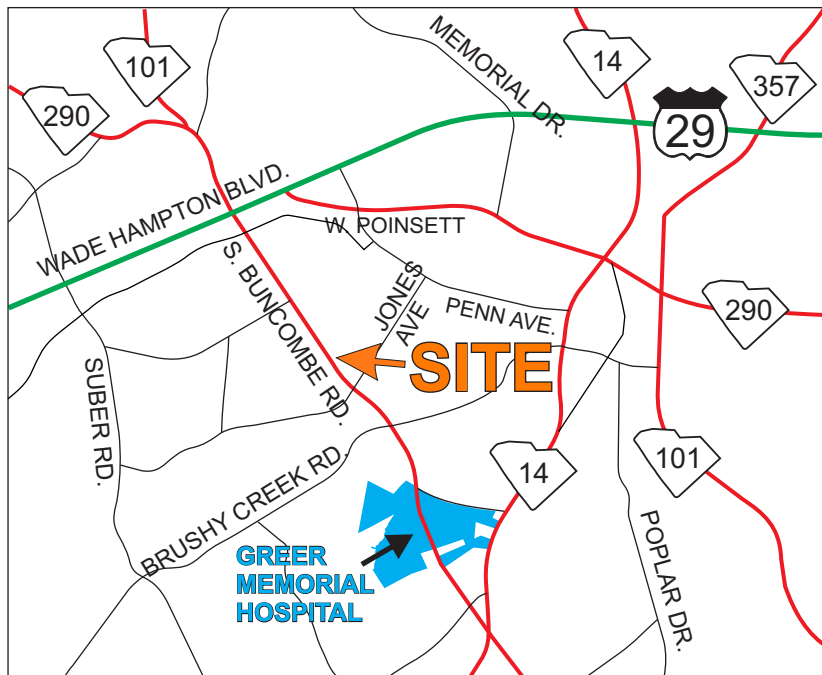 101
14
MEMORIAL DR.
357
290
29
WADE HAMPTON BLVD.
W. POINSETT
S. BUNCOMBE RD.
JONES
AVE
PENN AVE.
290
SITE
SUBER RD.
BRUSHY CREEK RD.
14
101
POPLAR DR.
GREER
MEMORIAL
HOSPITAL